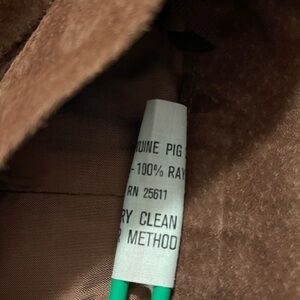 UINE PIG
-100% RAY
RN 25611
RY CLEAN
R METHOD